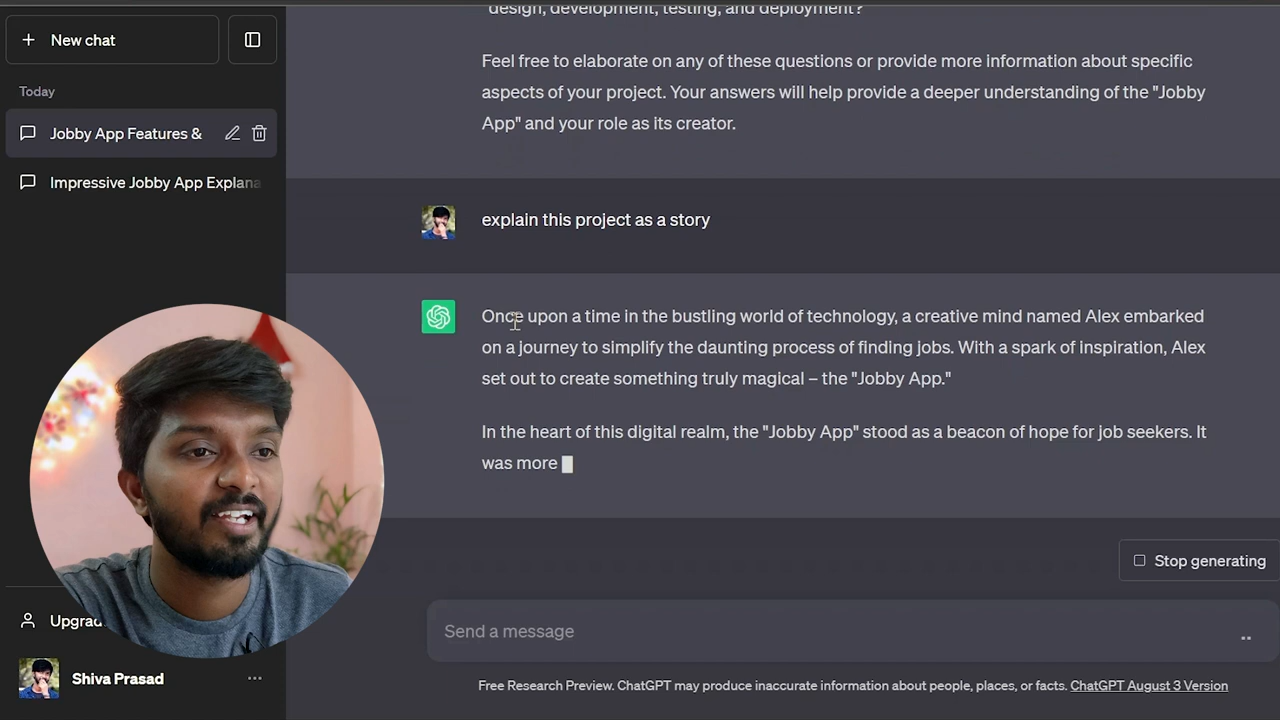 New chat
Today
Jobby App Features &
Impressive Jobby App Explana
design, development, testing, and deployment?
Feel free to elaborate on any of these questions or provide more information about specific
aspects of your project. Your answers will help provide a deeper understanding of the "Jobby
App" and your role as its creator.
explain this project as a story
Once upon a time in the bustling world of technology, a creative mind named Alex embarked
on a journey to simplify the daunting process of finding jobs. With a spark of inspiration, Alex
set out to create something truly magical – the "Jobby App."
In the heart of this digital realm, the "Jobby App" stood as a beacon of hope for job seekers. It
was more
Stop generating
Upgrad
Send a message
Shiva Prasad
Free Research Preview. ChatGPT may produce inaccurate information about people, places, or facts. ChatGPT August 3 Version